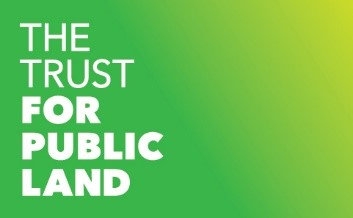 THE
TRUST
FOR
PUBLIC
LAND